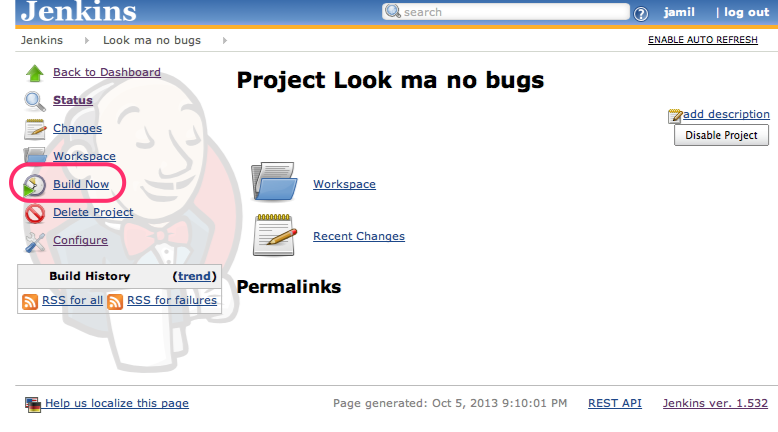 Jenkins search jamil | log out
Jenkins Look ma no bugs ENABLE AUTO REFRESH
Back to Dashboard
Status
Changes
Workspace
Build Now
Delete Project
Configure
Build History (trend)
RSS for all RSS for failures
Project Look ma no bugs
add description
Disable Project
Workspace
Recent Changes
Permalinks
Help us localize this page Page generated: Oct 5, 2013 9:10:01 PM REST API Jenkins ver. 1.532